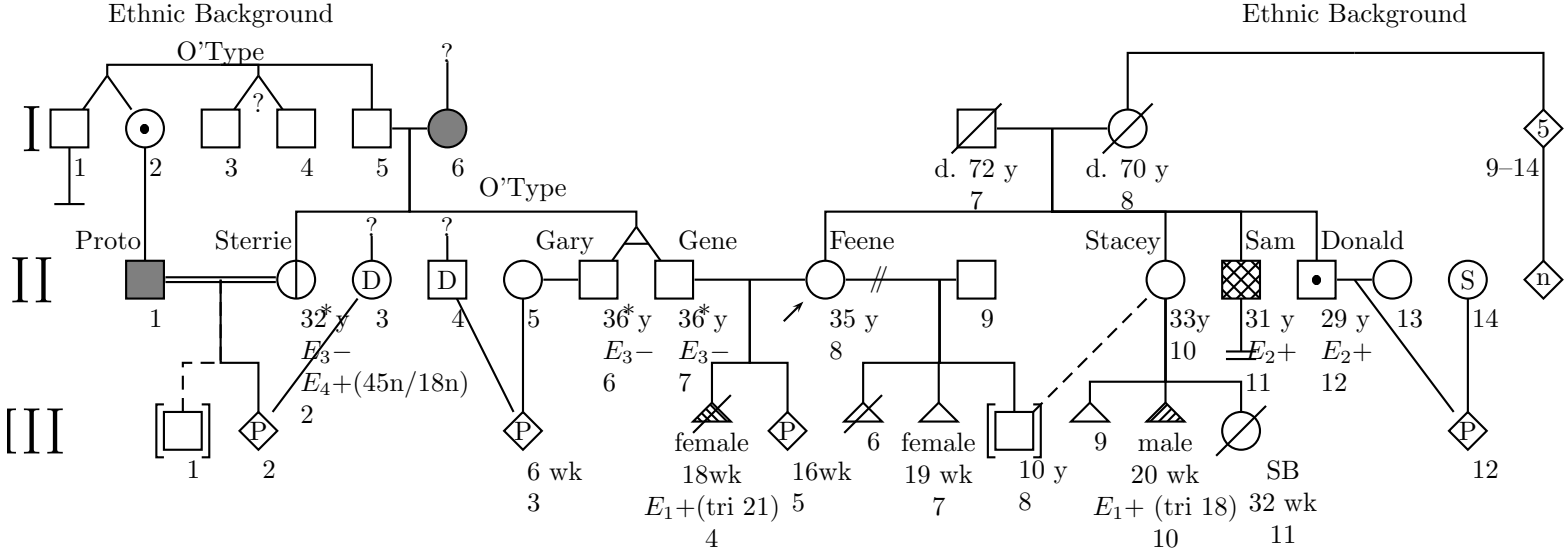 Ethnic Background Ethnic Background
O'Type
? ? 5
I
1 2 3 4 5 6 d. 72 y d. 70 y 9–14
7 8
O'Type
Proto Sterrie ? ? Gary Gene Feene Stacey Sam Donald
II D D // S n
1 32*y 3 4 5 36*y 36*y 35 y 9 33y 31 y 29 y 13 14
E3− E3− E3− 8 10 E2+ E2+
E4+(45n/18n) 6 7 11 12
2
III P P P P
1 2 6 wk female 16wk 6 female 10 y 9 male SB 12
3 18wk 5 19 wk 8 20 wk 32 wk
E1+(tri 21) 7 E1+ (tri 18) 11
4 10